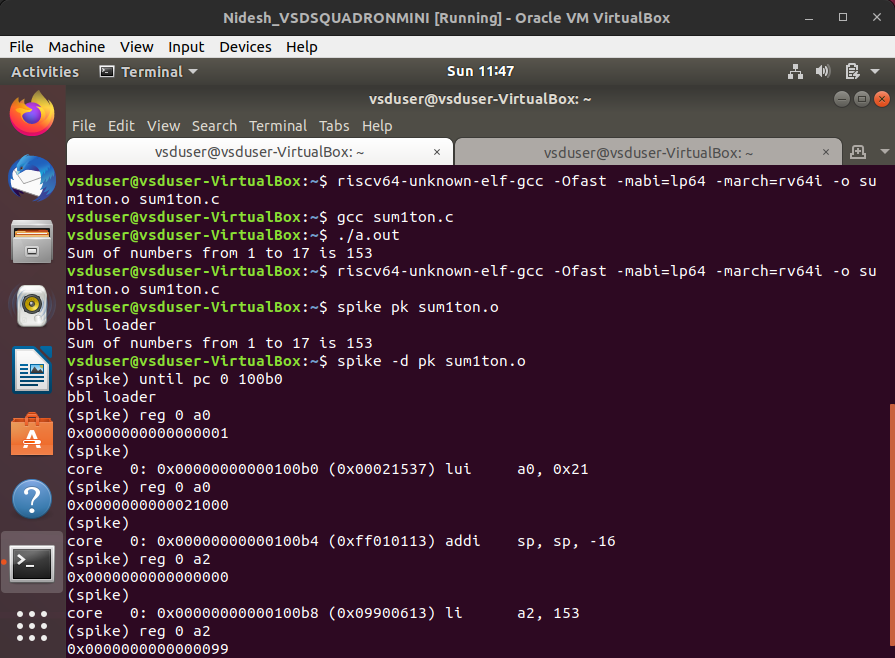 Nidesh_VSDSQUADRONMINI [Running] - Oracle VM VirtualBox
File Machine View Input Devices Help
Activities Terminal Sun 11:47
vsduser@vsduser-VirtualBox: ~
File Edit View Search Terminal Tabs Help
vsduser@vsduser-VirtualBox: ~ × vsduser@vsduser-VirtualBox: ~ ×
vsduser@vsduser-VirtualBox:~$ riscv64-unknown-elf-gcc -Ofast -mabi=lp64 -march=rv64i -o su
m1ton.o sum1ton.c
vsduser@vsduser-VirtualBox:~$ gcc sum1ton.c
vsduser@vsduser-VirtualBox:~$ ./a.out
Sum of numbers from 1 to 17 is 153
vsduser@vsduser-VirtualBox:~$ riscv64-unknown-elf-gcc -Ofast -mabi=lp64 -march=rv64i -o su
m1ton.o sum1ton.c
vsduser@vsduser-VirtualBox:~$ spike pk sum1ton.o
bbl loader
Sum of numbers from 1 to 17 is 153
vsduser@vsduser-VirtualBox:~$ spike -d pk sum1ton.o
(spike) until pc 0 100b0
bbl loader
(spike) reg 0 a0
0x0000000000000001
(spike)
core   0: 0x00000000000100b0 (0x00021537) lui     a0, 0x21
(spike) reg 0 a0
0x0000000000021000
(spike)
core   0: 0x00000000000100b4 (0xff010113) addi    sp, sp, -16
(spike) reg 0 a2
0x0000000000000000
(spike)
core   0: 0x00000000000100b8 (0x09900613) li      a2, 153
(spike) reg 0 a2
0x0000000000000099